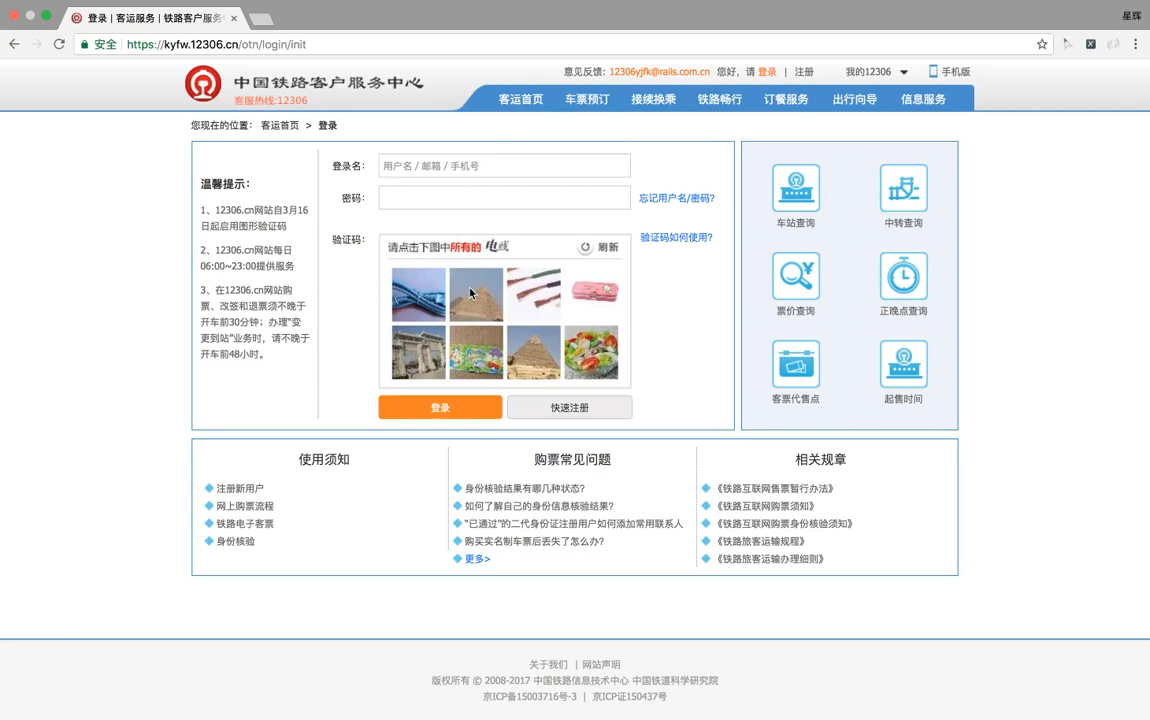 登录 | 客运服务 | 铁路客户服务
星辉
安全 https://kyfw.12306.cn/otn/login/init
中国铁路客户服务中心
客服热线:12306
意见反馈: 12306yjfk@rails.com.cn 您好，请 登录 | 注册 我的12306 手机版
客运首页 车票预订 接续换乘 铁路畅行 订餐服务 出行向导 信息服务
您现在的位置： 客运首页 > 登录
温馨提示：
1、12306.cn网站自3月16
日起启用图形验证码
2、12306.cn网站每日
06:00~23:00提供服务
3、在12306.cn网站购
票、改签和退票须不晚于
开车前30分钟；办理“变
更到站”业务时，请不晚于
开车前48小时。
登录名： 用户名 / 邮箱 / 手机号
密码： 忘记用户名/密码?
验证码： 验证码如何使用?
请点击下图中所有的 电线 刷新
登录 快速注册
车站查询 中转查询
票价查询 正晚点查询
客票代售点 起售时间
使用须知
注册新用户
网上购票流程
铁路电子客票
身份核验
购票常见问题
身份核验结果有哪几种状态?
如何了解自己的身份信息核验结果?
“已通过”的二代身份证注册用户如何添加常用联系人
购买实名制车票后丢失了怎么办?
更多>
相关规章
《铁路互联网售票暂行办法》
《铁路互联网购票须知》
《铁路互联网购票身份核验须知》
《铁路旅客运输规程》
《铁路旅客运输办理细则》
关于我们 | 网站声明
版权所有 © 2008-2017 中国铁路信息技术中心 中国铁道科学研究院
京ICP备15003716号-3 | 京ICP证150437号